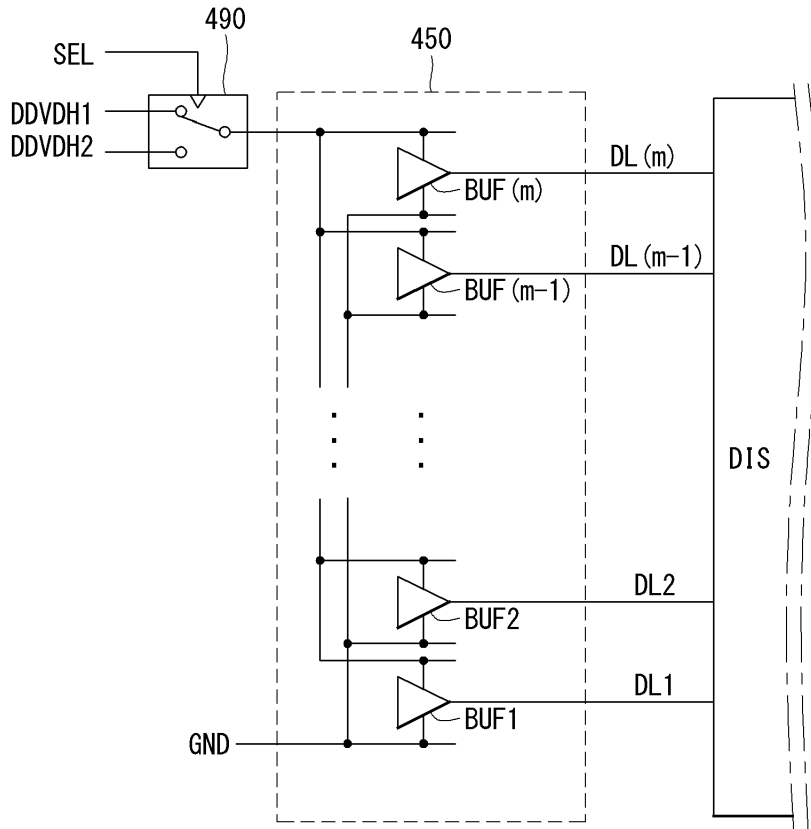 490
450
SEL
DDVDH1
DDVDH2
DL(m)
BUF(m)
DL(m-1)
BUF(m-1)
DIS
DL2
BUF2
DL1
BUF1
GND